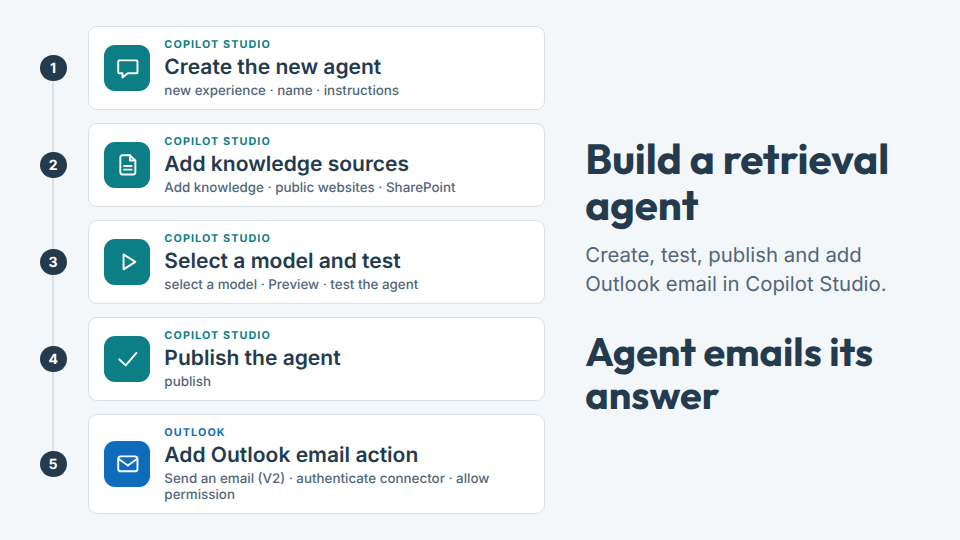 1
COPILOT STUDIO
Create the new agent
new experience · name · instructions
2
COPILOT STUDIO
Add knowledge sources
Add knowledge · public websites · SharePoint
3
COPILOT STUDIO
Select a model and test
select a model · Preview · test the agent
4
COPILOT STUDIO
Publish the agent
publish
5
OUTLOOK
Add Outlook email action
Send an email (V2) · authenticate connector · allow
permission
Build a retrieval
agent
Create, test, publish and add
Outlook email in Copilot Studio.
Agent emails its
answer